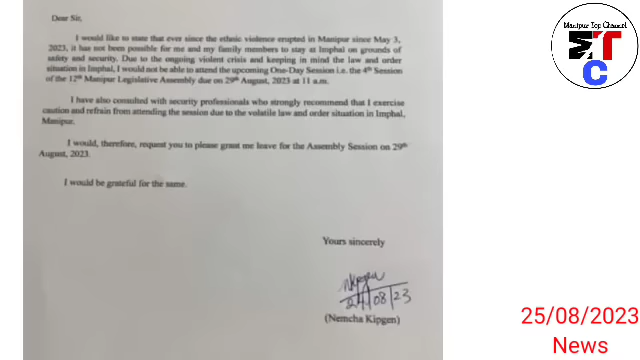 Dear Sir,
I would like to state that ever since the ethnic violence erupted in Manipur since May 3,
2023, it has not been possible for me and my family members to stay at Imphal on grounds of
safety and security. Due to the ongoing violent crisis and keeping in mind the law and order
situation in Imphal, I would not be able to attend the upcoming One-Day Session i.e. the 4th Session
of the 12th Manipur Legislative Assembly due on 29th August, 2023 at 11 a.m.
I have also consulted with security professionals who strongly recommend that I exercise
caution and refrain from attending the session due to the volatile law and order situation in Imphal,
Manipur.
I would, therefore, request you to please grant me leave for the Assembly Session on 29th
August, 2023.
I would be grateful for the same.
Yours sincerely
Nkipgen
24/08/23
(Nemcha Kipgen)
Manipur Top Channel
MTC
25/08/2023
News